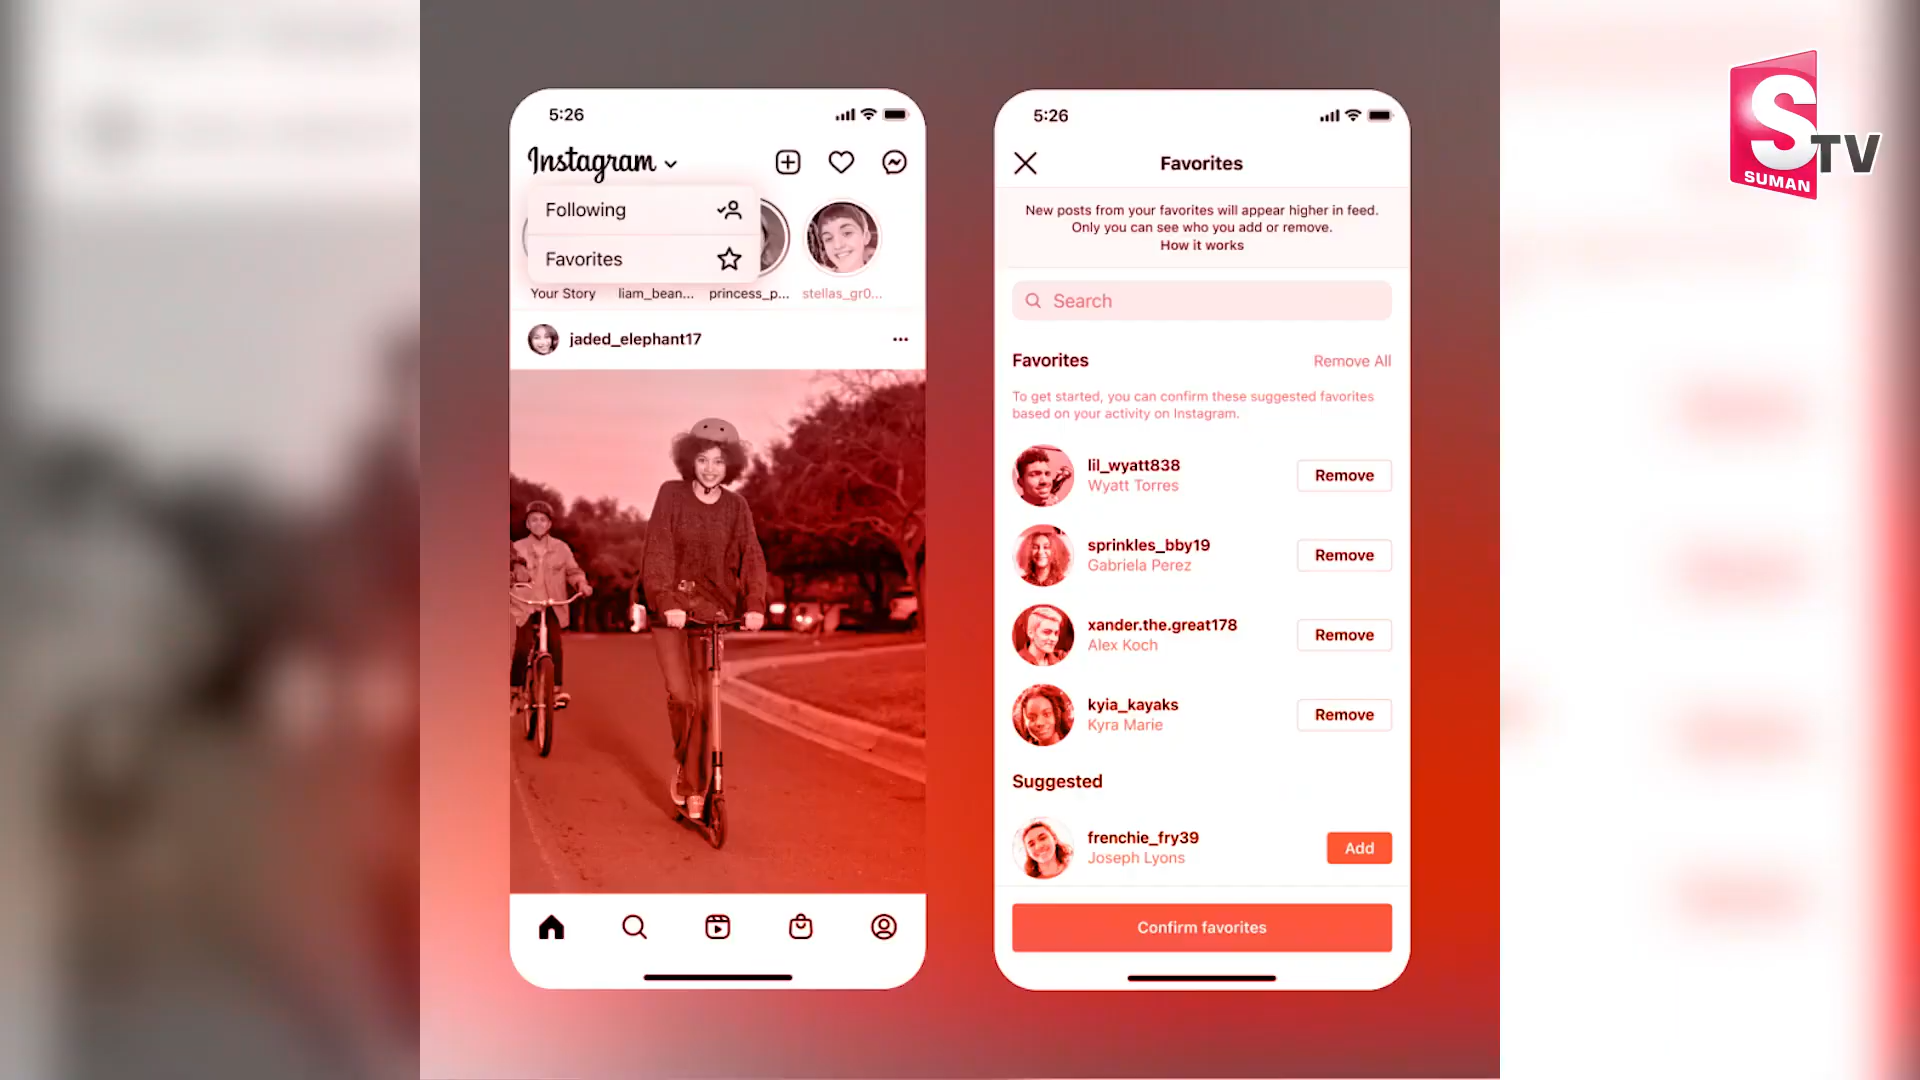 5:26
Instagram
Following
Favorites
Your Story
liam_bean...
princess_p...
stellas_gr0...
jaded_elephant17
5:26
Favorites
New posts from your favorites will appear higher in feed.
Only you can see who you add or remove.
How it works
Search
Favorites
Remove All
To get started, you can confirm these suggested favorites
based on your activity on Instagram.
lil_wyatt838
Wyatt Torres
Remove
sprinkles_bby19
Gabriela Perez
Remove
xander.the.great178
Alex Koch
Remove
kyia_kayaks
Kyra Marie
Remove
Suggested
frenchie_fry39
Joseph Lyons
Add
Confirm favorites
S TV
SUMAN